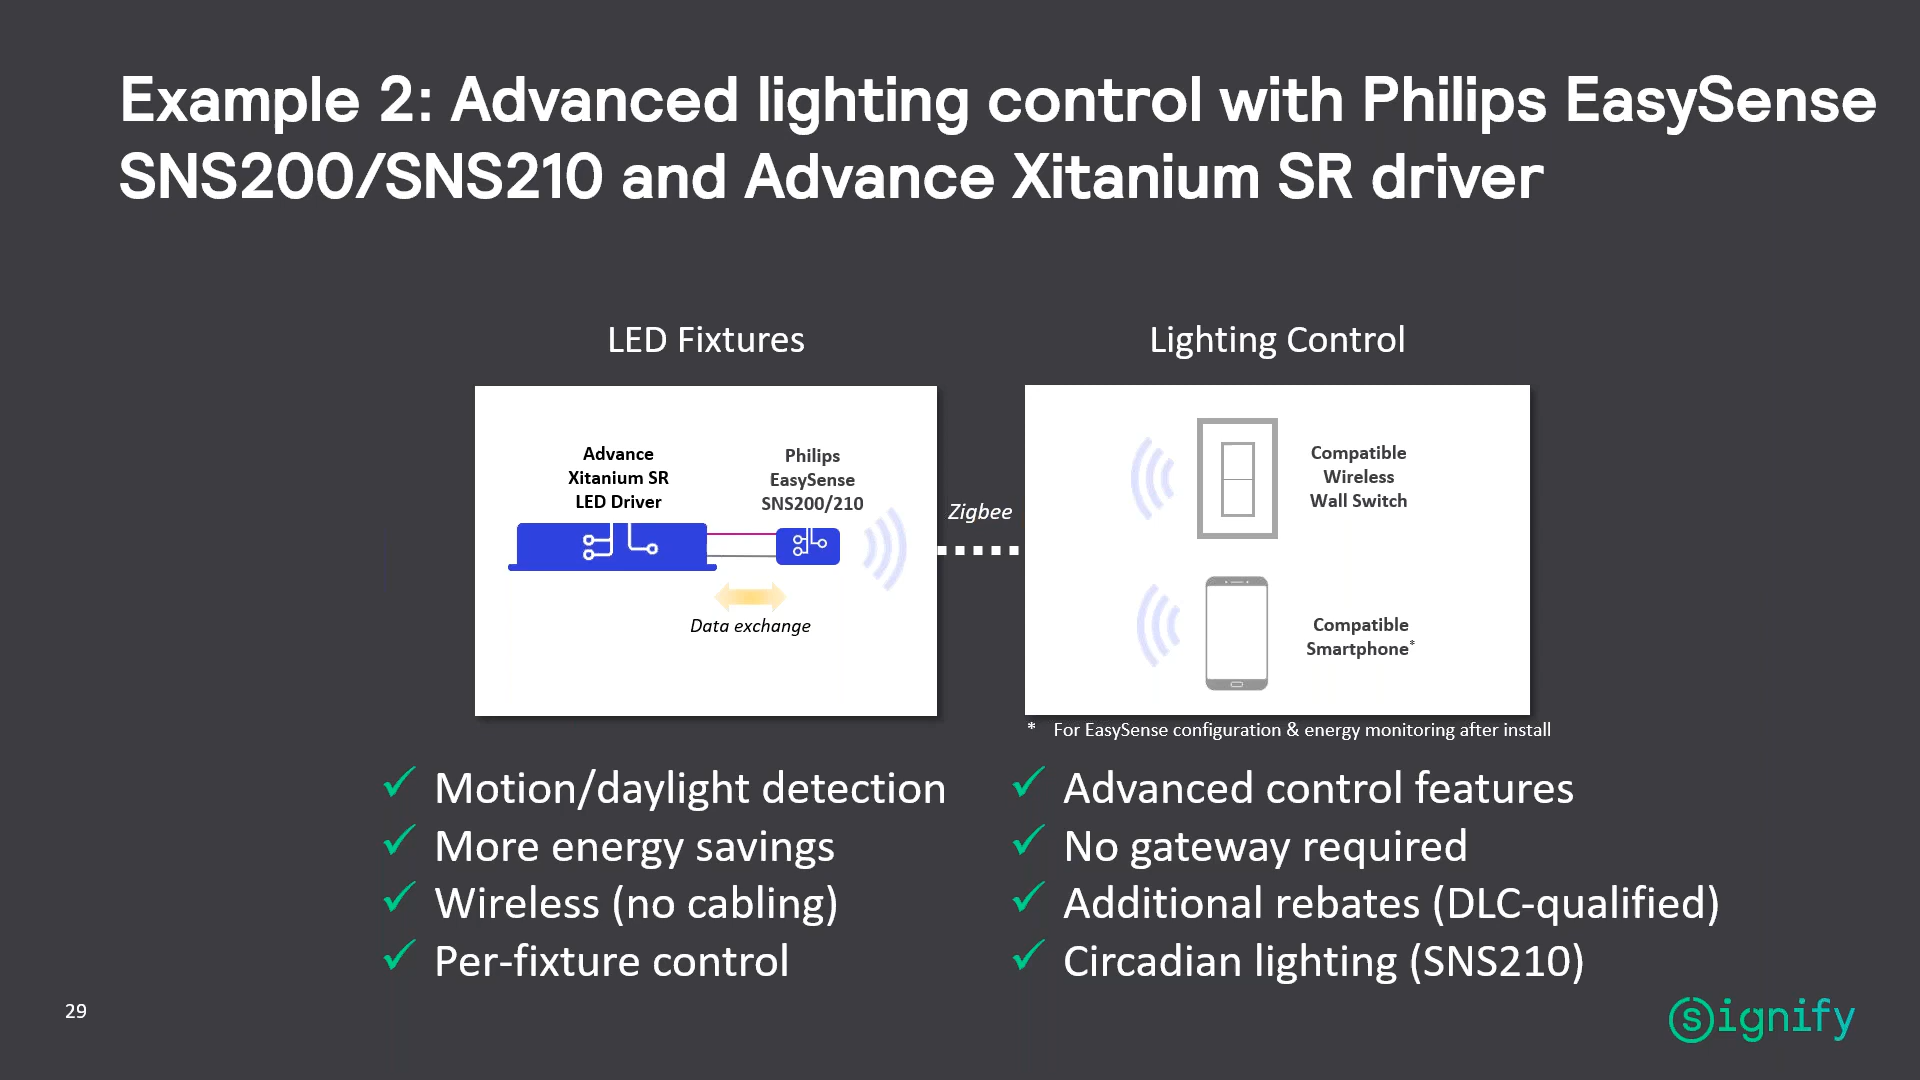 Example 2: Advanced lighting control with Philips EasySense
SNS200/SNS210 and Advance Xitanium SR driver
LED Fixtures
Advance
Xitanium SR
LED Driver
Philips
EasySense
SNS200/210
Data exchange
Zigbee
Lighting Control
Compatible
Wireless
Wall Switch
Compatible
Smartphone*
* For EasySense configuration & energy monitoring after install
✓ Motion/daylight detection
✓ More energy savings
✓ Wireless (no cabling)
✓ Per-fixture control
✓ Advanced control features
✓ No gateway required
✓ Additional rebates (DLC-qualified)
✓ Circadian lighting (SNS210)
29
Signify